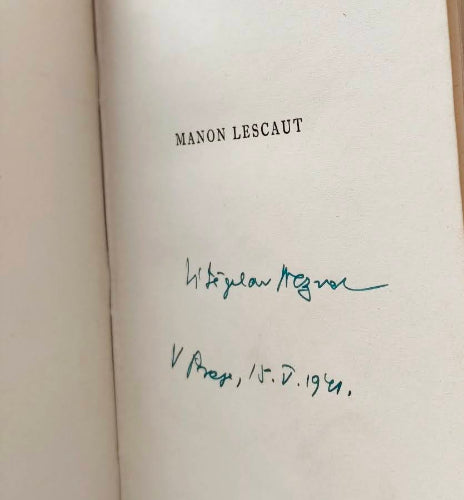 MANON LESCAUT
Vítězslav Nezval
V Praze, 15. V. 1941.